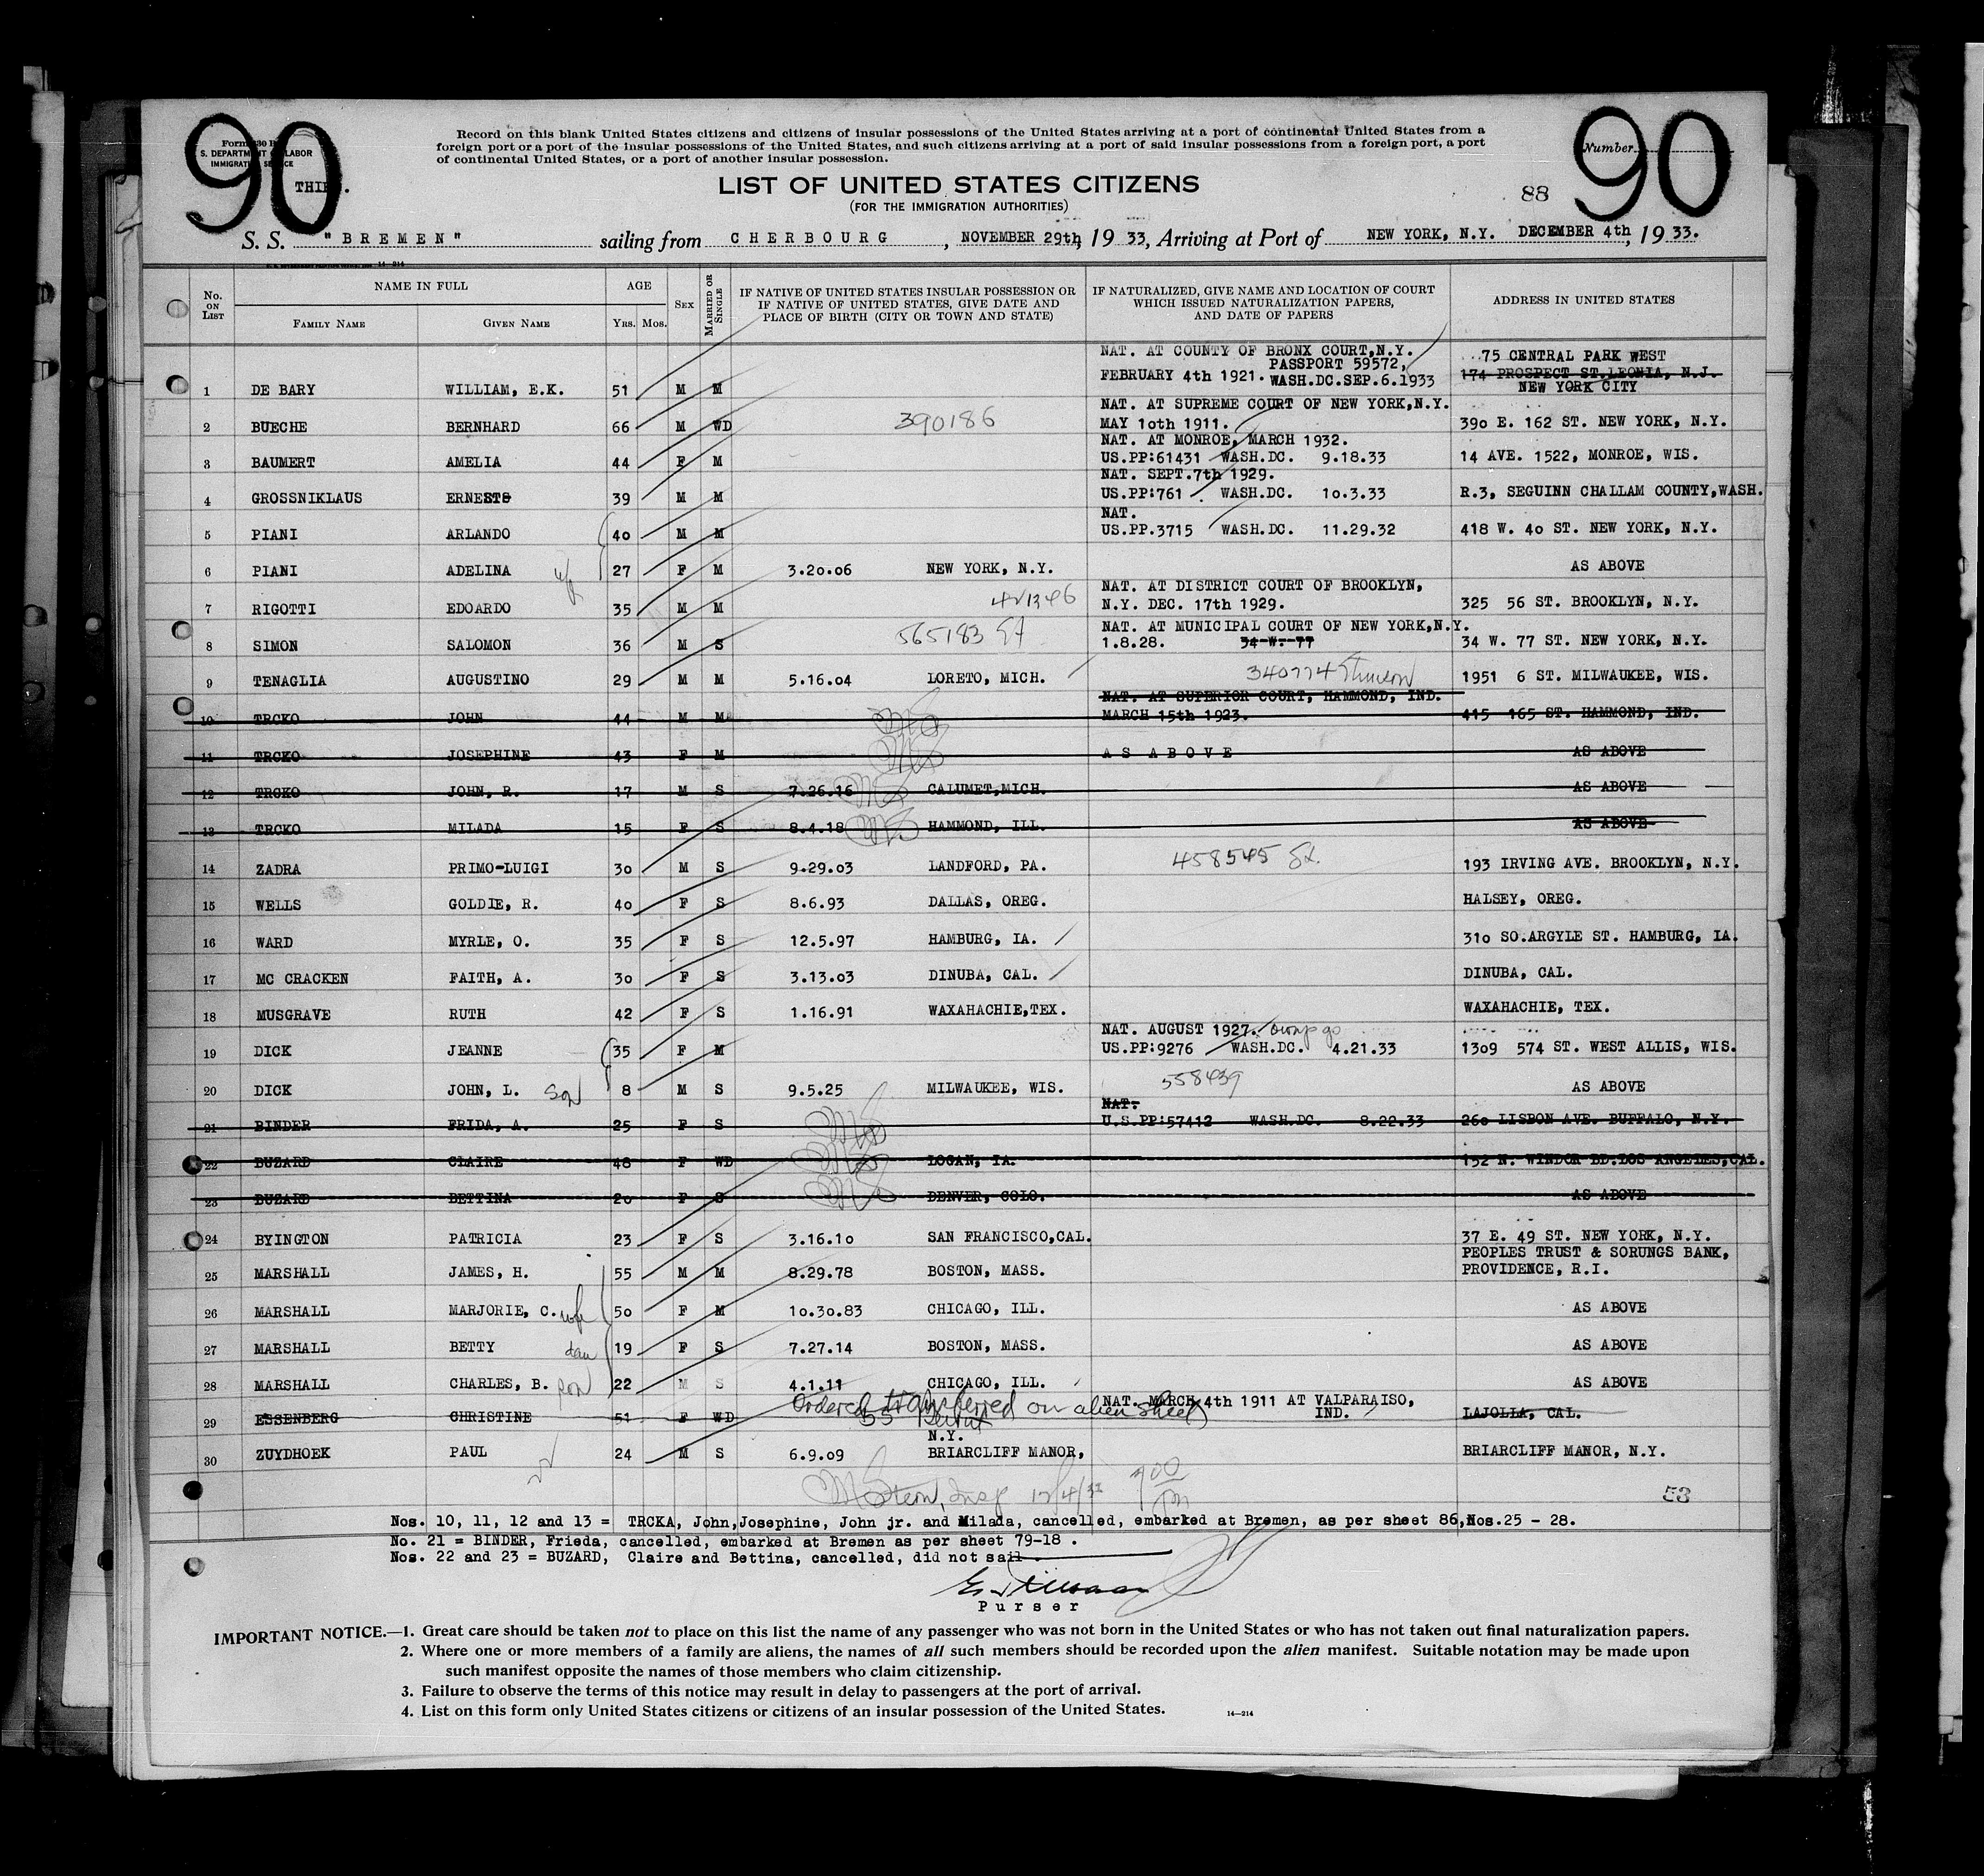 90
90
Form 630 B
S. DEPARTMENT OF LABOR
IMMIGRATION SERVICE
THIRD.
Record on this blank United States citizens and citizens of insular possessions of the United States arriving at a port of continental United States from a
foreign port or a port of the insular possessions of the United States, and such citizens arriving at a port of said insular possessions from a foreign port, a port
of continental United States, or a port of another insular possession.
Number
LIST OF UNITED STATES CITIZENS
(FOR THE IMMIGRATION AUTHORITIES)
88
S. S. "BREMEN" sailing from CHERBOURG, NOVEMBER 29th, 1933, Arriving at Port of NEW YORK, N.Y. DECEMBER 4th, 1933.
No. ON LIST
NAME IN FULL
FAMILY NAME
GIVEN NAME
AGE
YRS. MOS.
SEX
MARRIED OR SINGLE
IF NATIVE OF UNITED STATES INSULAR POSSESSION OR
IF NATIVE OF UNITED STATES, GIVE DATE AND
PLACE OF BIRTH (CITY OR TOWN AND STATE)
IF NATURALIZED, GIVE NAME AND LOCATION OF COURT
WHICH ISSUED NATURALIZATION PAPERS,
AND DATE OF PAPERS
ADDRESS IN UNITED STATES
NAT. AT COUNTY OF BRONX COURT,N.Y. 75 CENTRAL PARK WEST
PASSPORT 59572, 174 PROSPECT ST.LEONIA, N.J.
1 DE BARY WILLIAM, E.K. 51 M M FEBRUARY 4th 1921. WASH.DC.SEP.6.1933 NEW YORK CITY
NAT. AT SUPREME COURT OF NEW YORK,N.Y.
2 BUECHE BERNHARD 66 M WD 390186 MAY 10th 1911. 390 E. 162 ST. NEW YORK, N.Y.
NAT. AT MONROE, MARCH 1932.
3 BAUMERT AMELIA 44 F M US.PP:61431 WASH.DC. 9.18.33 14 AVE. 1522, MONROE, WIS.
NAT. SEPT.7th 1929.
4 GROSSNIKLAUS ERNESTS 39 M M US.PP:761 . WASH.DC. 10.3.33 R.3, SEGUINN CHALLAM COUNTY,WASH.
NAT.
5 PIANI ARLANDO 40 M M US.PP.3715 WASH.DC. 11.29.32 418 W. 40 ST. NEW YORK, N.Y.
6 PIANI ADELINA 27 F M 3.20.06 NEW YORK, N.Y. AS ABOVE
NAT. AT DISTRICT COURT OF BROOKLYN,
7 RIGOTTI EDOARDO 35 M M N.Y. DEC. 17th 1929. 325 56 ST. BROOKLYN, N.Y.
NAT. AT MUNICIPAL COURT OF NEW YORK,N.Y.
8 SIMON SALOMON 36 M S 565183 1.8.28. 34 W. 77 34 W. 77 ST. NEW YORK, N.Y.
9 TENAGLIA AUGUSTINO 29 M M 5.16.04 LORETO, MICH. 340774 1951 6 ST. MILWAUKEE, WIS.
NAT. AT SUPERIOR COURT, HAMMOND, IND.
10 TRCKO JOHN 44 M M MARCH 15th 1923. 415 165 ST. HAMMOND, IND.
11 TRCKO JOSEPHINE 43 F M AS ABOVE AS ABOVE
12 TRCKO JOHN, R. 17 M S 7.26.16 CALUMET,MICH. AS ABOVE
13 TRCKO MILADA 15 F S 8.4.18 HAMMOND, ILL. AS ABOVE
14 ZADRA PRIMO-LUIGI 30 M S 9.29.03 LANDFORD, PA. 458545 193 IRVING AVE. BROOKLYN, N.Y.
15 WELLS GOLDIE, R. 40 F S 8.6.93 DALLAS, OREG. HALSEY, OREG.
16 WARD MYRLE, O. 35 F S 12.5.97 HAMBURG, IA. 310 SO.ARGYLE ST. HAMBURG, IA.
17 MC CRACKEN FAITH, A. 30 F S 3.13.03 DINUBA, CAL. DINUBA, CAL.
18 MUSGRAVE RUTH 42 F S 1.16.91 WAXAHACHIE,TEX. WAXAHACHIE, TEX.
NAT. AUGUST 1927.
19 DICK JEANNE 35 F M US.PP:9276 WASH.DC. 4.21.33 1309 574 ST. WEST ALLIS, WIS.
20 DICK JOHN, L. son 8 M S 9.5.25 MILWAUKEE, WIS. 558439 AS ABOVE
NAT.
21 BINDER FRIDA, A. 25 F S U.S.PP:57412 WASH.DC. 8.22.33 260 LISBON AVE. BUFFALO, N.Y.
22 BUZARD CLAIRE 48 F WD LOGAN, IA. 152 N. WINDOR BD.LOS ANGELES,CAL.
23 BUZARD BETTINA 20 F S DENVER, COLO. AS ABOVE
24 BYINGTON PATRICIA 23 F S 3.16.10 SAN FRANCISCO,CAL. 37 E. 49 ST. NEW YORK, N.Y.
PEOPLES TRUST & SORUNGS BANK,
25 MARSHALL JAMES, H. 55 M M 8.29.78 BOSTON, MASS. PROVIDENCE, R.I.
26 MARSHALL MARJORIE, C. wife 50 F M 10.30.83 CHICAGO, ILL. AS ABOVE
27 MARSHALL BETTY dau 19 F S 7.27.14 BOSTON, MASS. AS ABOVE
28 MARSHALL CHARLES, B. son 22 M S 4.1.11 CHICAGO, ILL. AS ABOVE
Ordered transferred on alien sheet NAT. MARCH 4th 1911 AT VALPARAISO,
29 ESSENBERG CHRISTINE 51 F WD 55 Beirut IND. LAJOLLA, CAL.
N.Y.
30 ZUYDHOEK PAUL 24 M S 6.9.09 BRIARCLIFF MANOR, BRIARCLIFF MANOR, N.Y.
M Stern, Insp 12/4/33
53
Nos. 10, 11, 12 and 13 = TRCKA, John,Josephine, John jr. and Milada, cancelled, embarked at Bremen, as per sheet 86,Nos.25 - 28.
No. 21 = BINDER, Frieda, cancelled, embarked at Bremen as per sheet 79-18 .
Nos. 22 and 23 = BUZARD, Claire and Bettina, cancelled, did not sail .
Purser
IMPORTANT NOTICE.—1. Great care should be taken not to place on this list the name of any passenger who was not born in the United States or who has not taken out final naturalization papers.
2. Where one or more members of a family are aliens, the names of all such members should be recorded upon the alien manifest. Suitable notation may be made upon
such manifest opposite the names of those members who claim citizenship.
3. Failure to observe the terms of this notice may result in delay to passengers at the port of arrival.
4. List on this form only United States citizens or citizens of an insular possession of the United States.
14—214